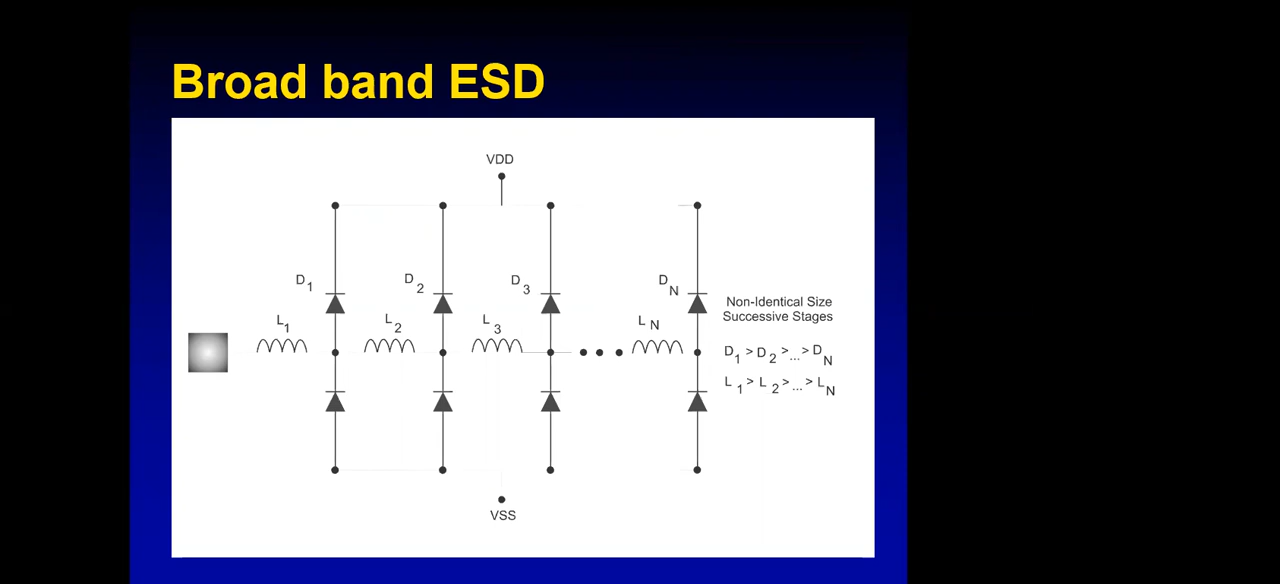 Broad band ESD
VDD
D1
D2
D3
DN
L1
L2
L3
LN
Non-Identical Size
Successive Stages
D1 > D2 >...> DN
L1 > L2 >...> LN
VSS